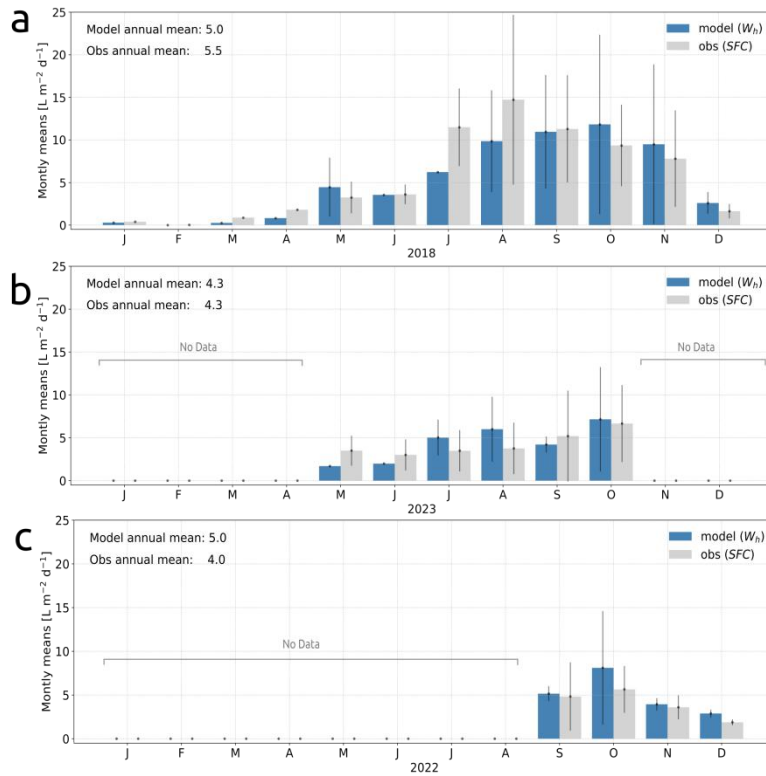 a
Model annual mean: 5.0
Obs annual mean: 5.5
model (Wₕ)
obs (SFC)
Montly means [L m⁻² d⁻¹]
25
20
15
10
5
0
J F M A M J J A S O N D
2018
b
Model annual mean: 4.3
Obs annual mean: 4.3
model (Wₕ)
obs (SFC)
No Data
No Data
Montly means [L m⁻² d⁻¹]
25
20
15
10
5
0
J F M A M J J A S O N D
2023
c
Model annual mean: 5.0
Obs annual mean: 4.0
model (Wₕ)
obs (SFC)
No Data
Montly means [L m⁻² d⁻¹]
25
20
15
10
5
0
J F M A M J J A S O N D
2022